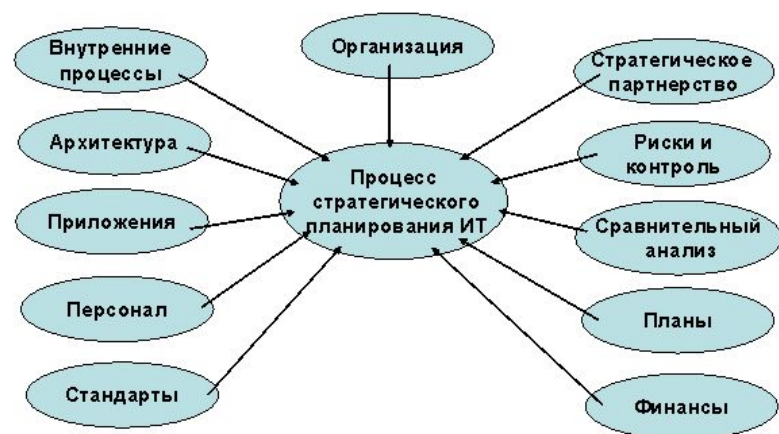 Внутренние
процессы
Организация
Стратегическое
партнерство
Архитектура
Риски и
контроль
Процесс
стратегического
планирования ИТ
Приложения
Сравнительный
анализ
Персонал
Планы
Стандарты
Финансы